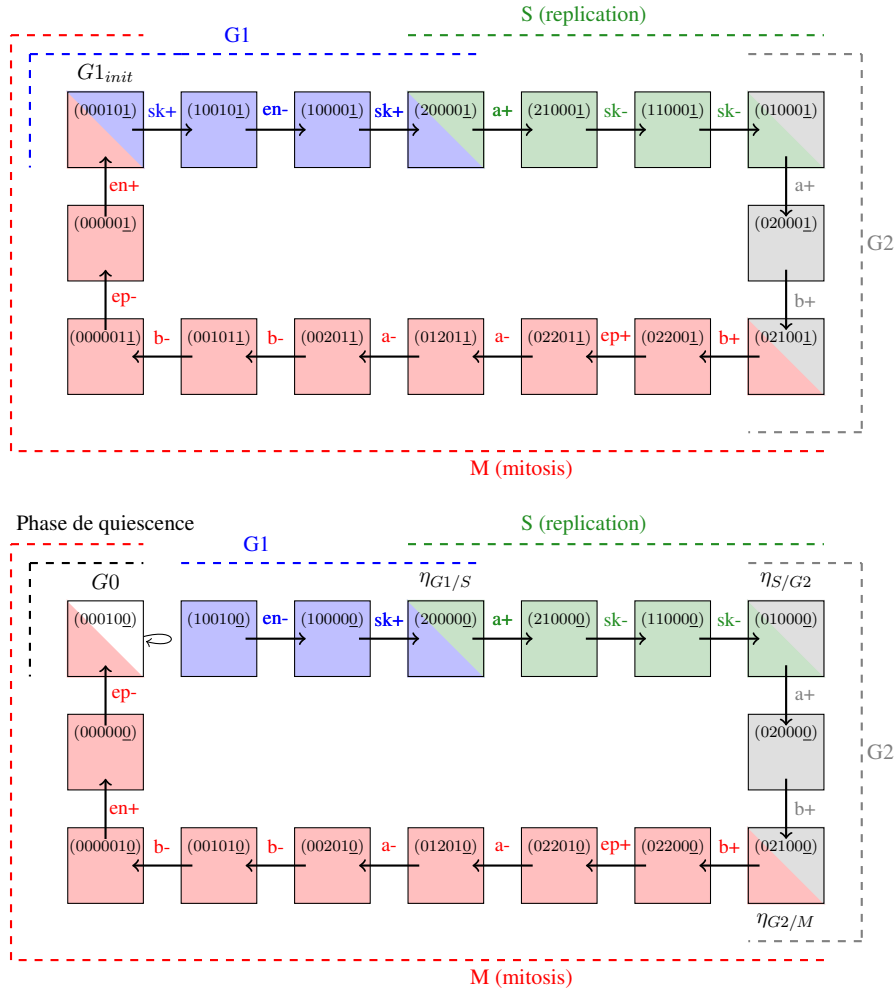 S (replication)
G1
G1init
(000101) sk+ (100101) en- (100001) sk+ (200001) a+ (210001) sk- (110001) sk- (010001)
en+ a+
(000001) (020001) G2
ep- b+
(0000011) b- (001011) b- (002011) a- (012011) a- (022011) ep+ (022001) b+ (021001)
M (mitosis)
Phase de quiescence S (replication)
G1
G0 ηG1/S ηS/G2
(000100) (100100) en- (100000) sk+ (200000) a+ (210000) sk- (110000) sk- (010000)
ep- a+
(000000) (020000) G2
en+ b+
(0000010) b- (001010) b- (002010) a- (012010) a- (022010) ep+ (022000) b+ (021000)
ηG2/M
M (mitosis)